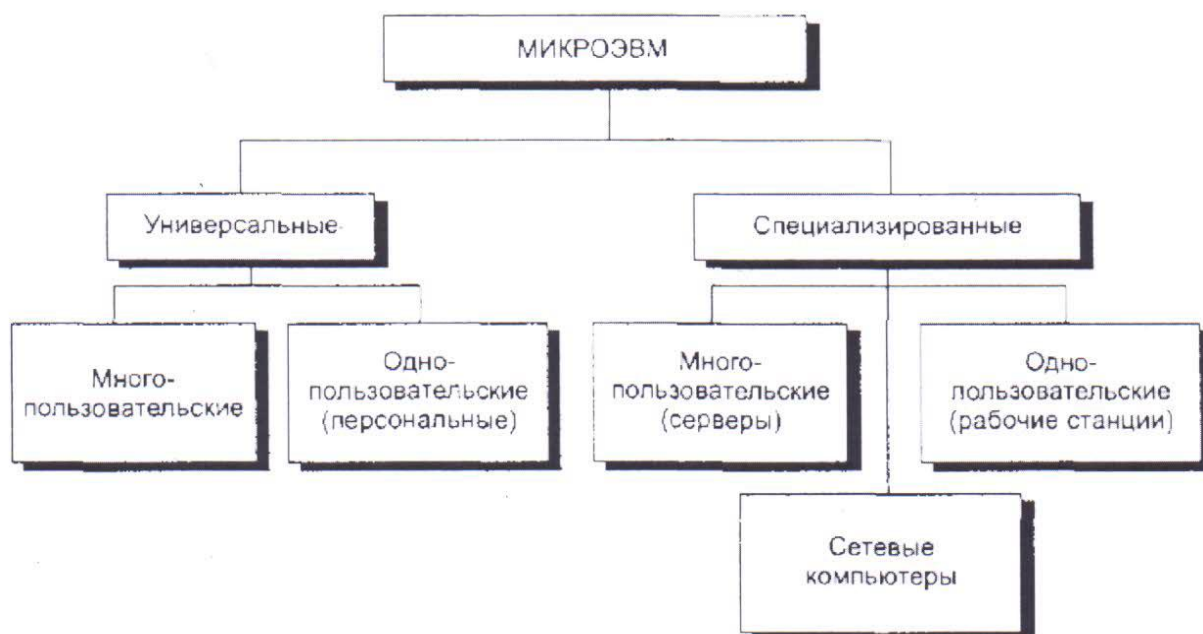 МИКРОЭВМ
Универсальные
Специализированные
Много-
пользовательские
Одно-
пользовательские
(персональные)
Много-
пользовательские
(серверы)
Одно-
пользовательские
(рабочие станции)
Сетевые
компьютеры